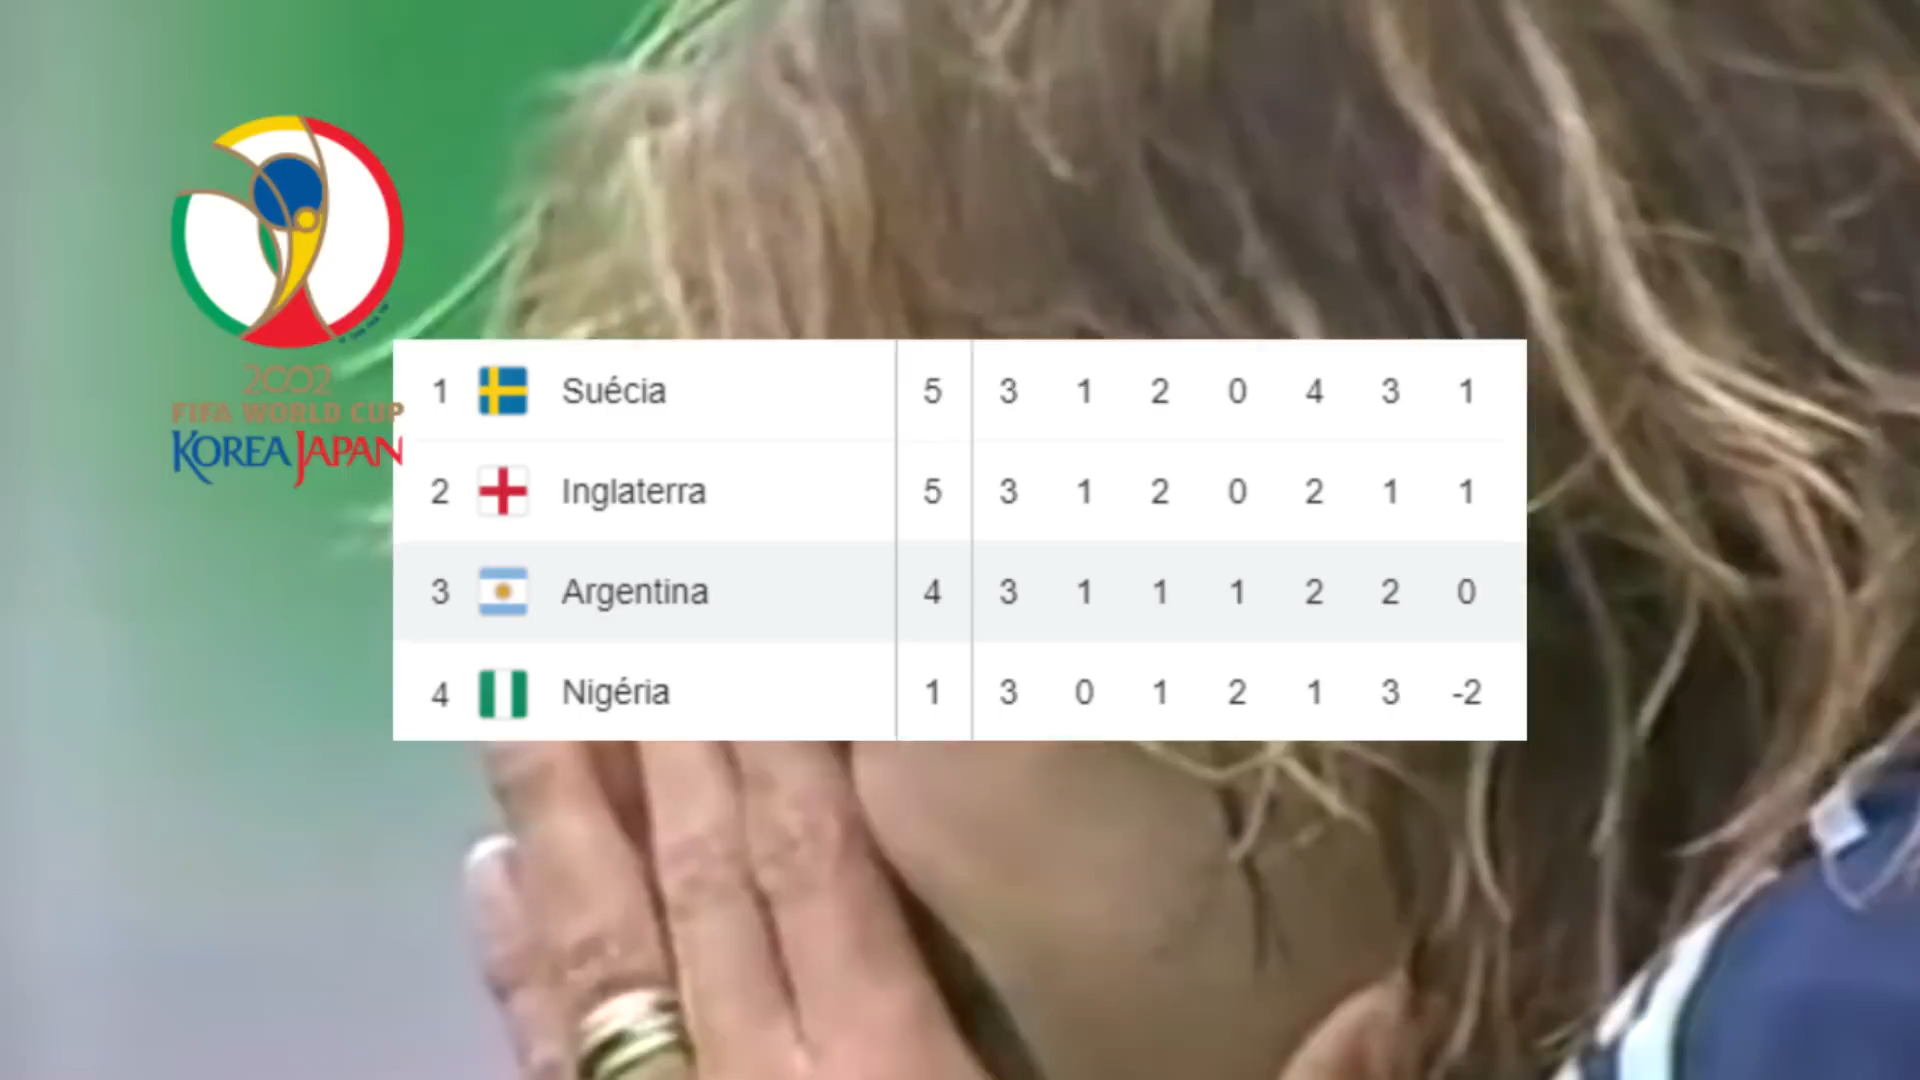 2002
FIFA WORLD CUP
KOREA JAPAN
1 Suécia 5 3 1 2 0 4 3 1
2 Inglaterra 5 3 1 2 0 2 1 1
3 Argentina 4 3 1 1 1 2 2 0
4 Nigéria 1 3 0 1 2 1 3 -2